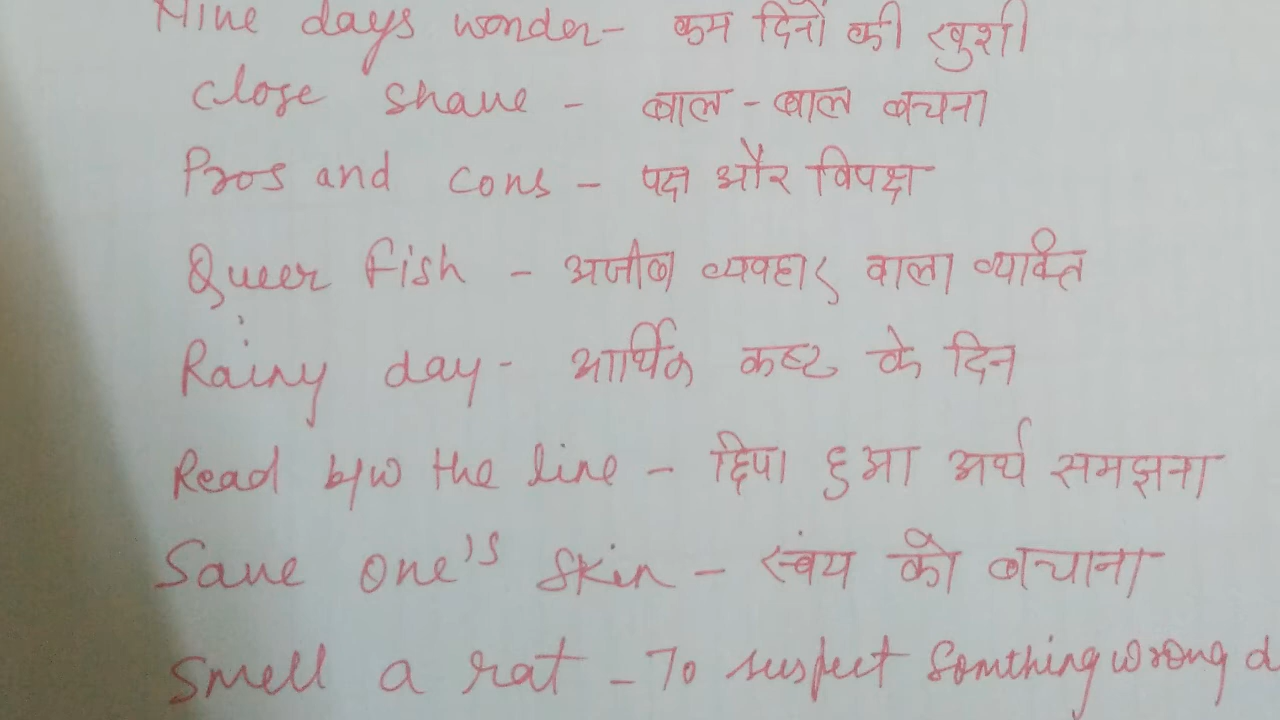 Nine days wonder - कम दिनों की खुशी
Close shave - बाल - बाल बचना
Pros and cons - पक्ष और विपक्ष
Queer fish - अजीब व्यवहार वाला व्यक्ति
Rainy day - आर्थिक कष्ट के दिन
Read b/w the line - छिपा हुआ अर्थ समझना
Save one's skin - स्वंय को बचाना
Smell a rat - To suspect Somthing wrong